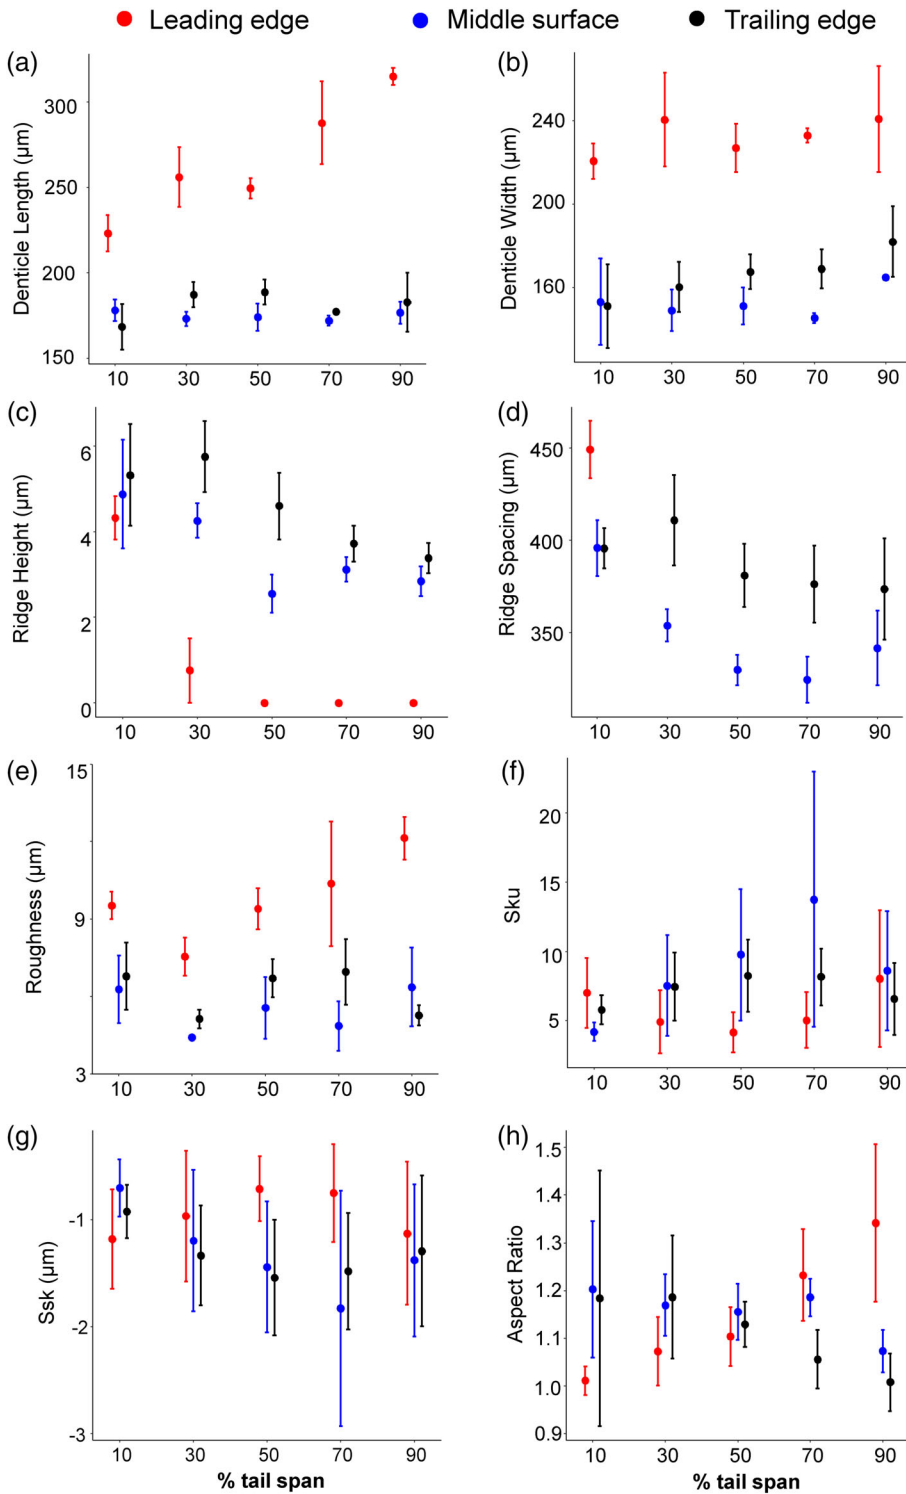 Leading edge Middle surface Trailing edge
(a)
Denticle Length (µm)
300
250
200
150
10 30 50 70 90
(b)
Denticle Width (µm)
240
200
160
10 30 50 70 90
(c)
Ridge Height (µm)
6
4
2
0
10 30 50 70 90
(d)
Ridge Spacing (µm)
450
400
350
10 30 50 70 90
(e)
Roughness (µm)
15
9
3
10 30 50 70 90
(f)
Sku
20
15
10
5
10 30 50 70 90
(g)
Ssk (µm)
-1
-2
-3
10 30 50 70 90
% tail span
(h)
Aspect Ratio
1.5
1.4
1.3
1.2
1.1
1.0
0.9
10 30 50 70 90
% tail span